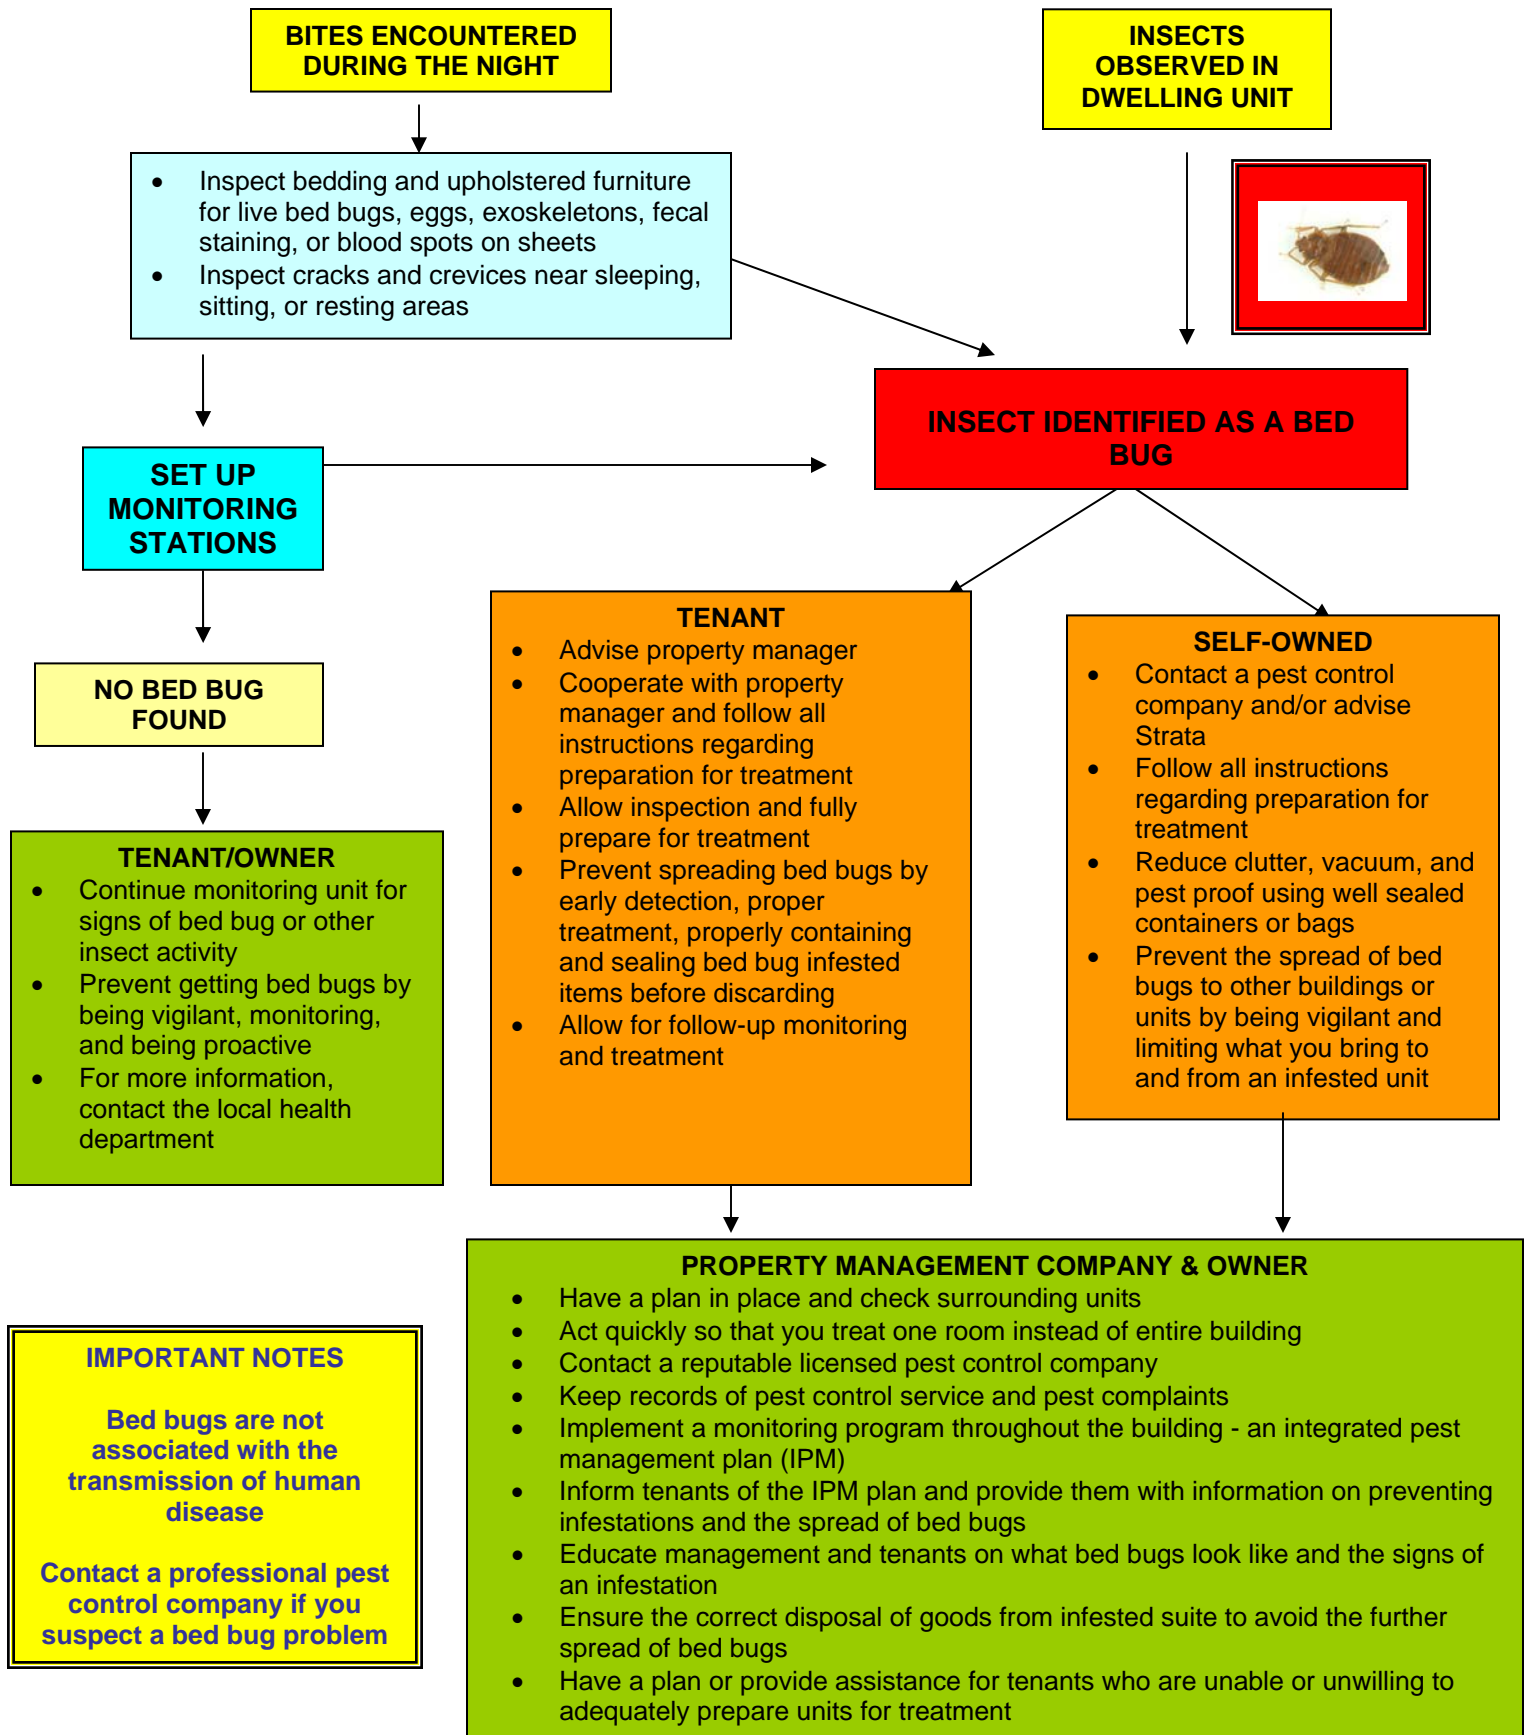 BITES ENCOUNTERED
DURING THE NIGHT
INSECTS
OBSERVED IN
DWELLING UNIT
• Inspect bedding and upholstered furniture
for live bed bugs, eggs, exoskeletons, fecal
staining, or blood spots on sheets
• Inspect cracks and crevices near sleeping,
sitting, or resting areas
INSECT IDENTIFIED AS A BED
BUG
SET UP
MONITORING
STATIONS
NO BED BUG
FOUND
TENANT/OWNER
• Continue monitoring unit for
signs of bed bug or other
insect activity
• Prevent getting bed bugs by
being vigilant, monitoring,
and being proactive
• For more information,
contact the local health
department
TENANT
• Advise property manager
• Cooperate with property
manager and follow all
instructions regarding
preparation for treatment
• Allow inspection and fully
prepare for treatment
• Prevent spreading bed bugs by
early detection, proper
treatment, properly containing
and sealing bed bug infested
items before discarding
• Allow for follow-up monitoring
and treatment
SELF-OWNED
• Contact a pest control
company and/or advise
Strata
• Follow all instructions
regarding preparation for
treatment
• Reduce clutter, vacuum, and
pest proof using well sealed
containers or bags
• Prevent the spread of bed
bugs to other buildings or
units by being vigilant and
limiting what you bring to
and from an infested unit
IMPORTANT NOTES
Bed bugs are not
associated with the
transmission of human
disease
Contact a professional pest
control company if you
suspect a bed bug problem
PROPERTY MANAGEMENT COMPANY & OWNER
• Have a plan in place and check surrounding units
• Act quickly so that you treat one room instead of entire building
• Contact a reputable licensed pest control company
• Keep records of pest control service and pest complaints
• Implement a monitoring program throughout the building - an integrated pest
management plan (IPM)
• Inform tenants of the IPM plan and provide them with information on preventing
infestations and the spread of bed bugs
• Educate management and tenants on what bed bugs look like and the signs of
an infestation
• Ensure the correct disposal of goods from infested suite to avoid the further
spread of bed bugs
• Have a plan or provide assistance for tenants who are unable or unwilling to
adequately prepare units for treatment